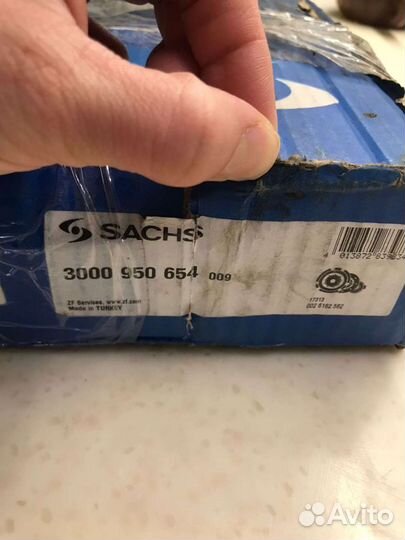 SACHS
3000 950 654 009
ZF Services, www.zf.com
Made in TURKEY
17313
Avito